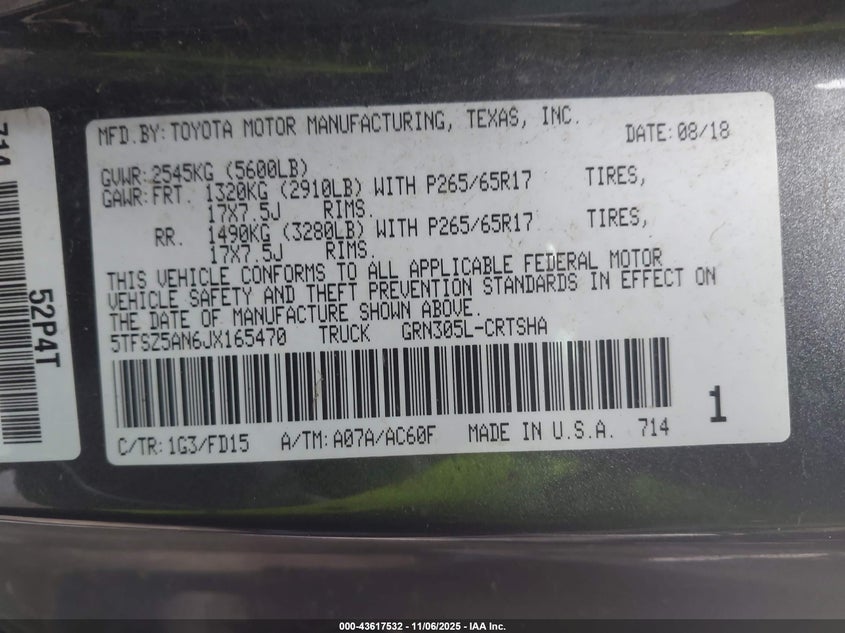 MFD.BY:TOYOTA MOTOR MANUFACTURING, TEXAS, INC. DATE:08/18
GVWR:2545KG (5600LB)
GAWR:FRT. 1320KG (2910LB) WITH P265/65R17 TIRES,
17X7.5J RIMS.
RR. 1490KG (3280LB) WITH P265/65R17 TIRES,
17X7.5J RIMS.
THIS VEHICLE CONFORMS TO ALL APPLICABLE FEDERAL MOTOR
VEHICLE SAFETY AND THEFT PREVENTION STANDARDS IN EFFECT ON
THE DATE OF MANUFACTURE SHOWN ABOVE.
5TFSZ5AN6JX165470 TRUCK GRN305L-CRTSHA
1
C/TR:1G3/FD15 A/TM:A07A/AC60F MADE IN U.S.A. 714
714
52P4T
000-43617532 - 11/06/2025 - IAA Inc.